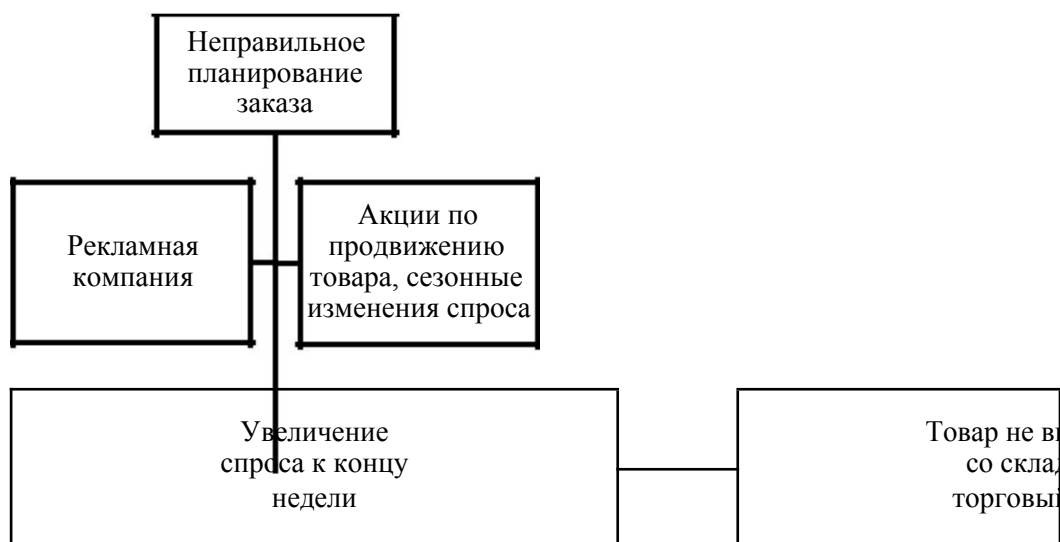 Неправильное
планирование
заказа
Рекламная
компания
Акции по
продвижению
товара, сезонные
изменения спроса
Увеличение
спроса к концу
недели
Товар не
со